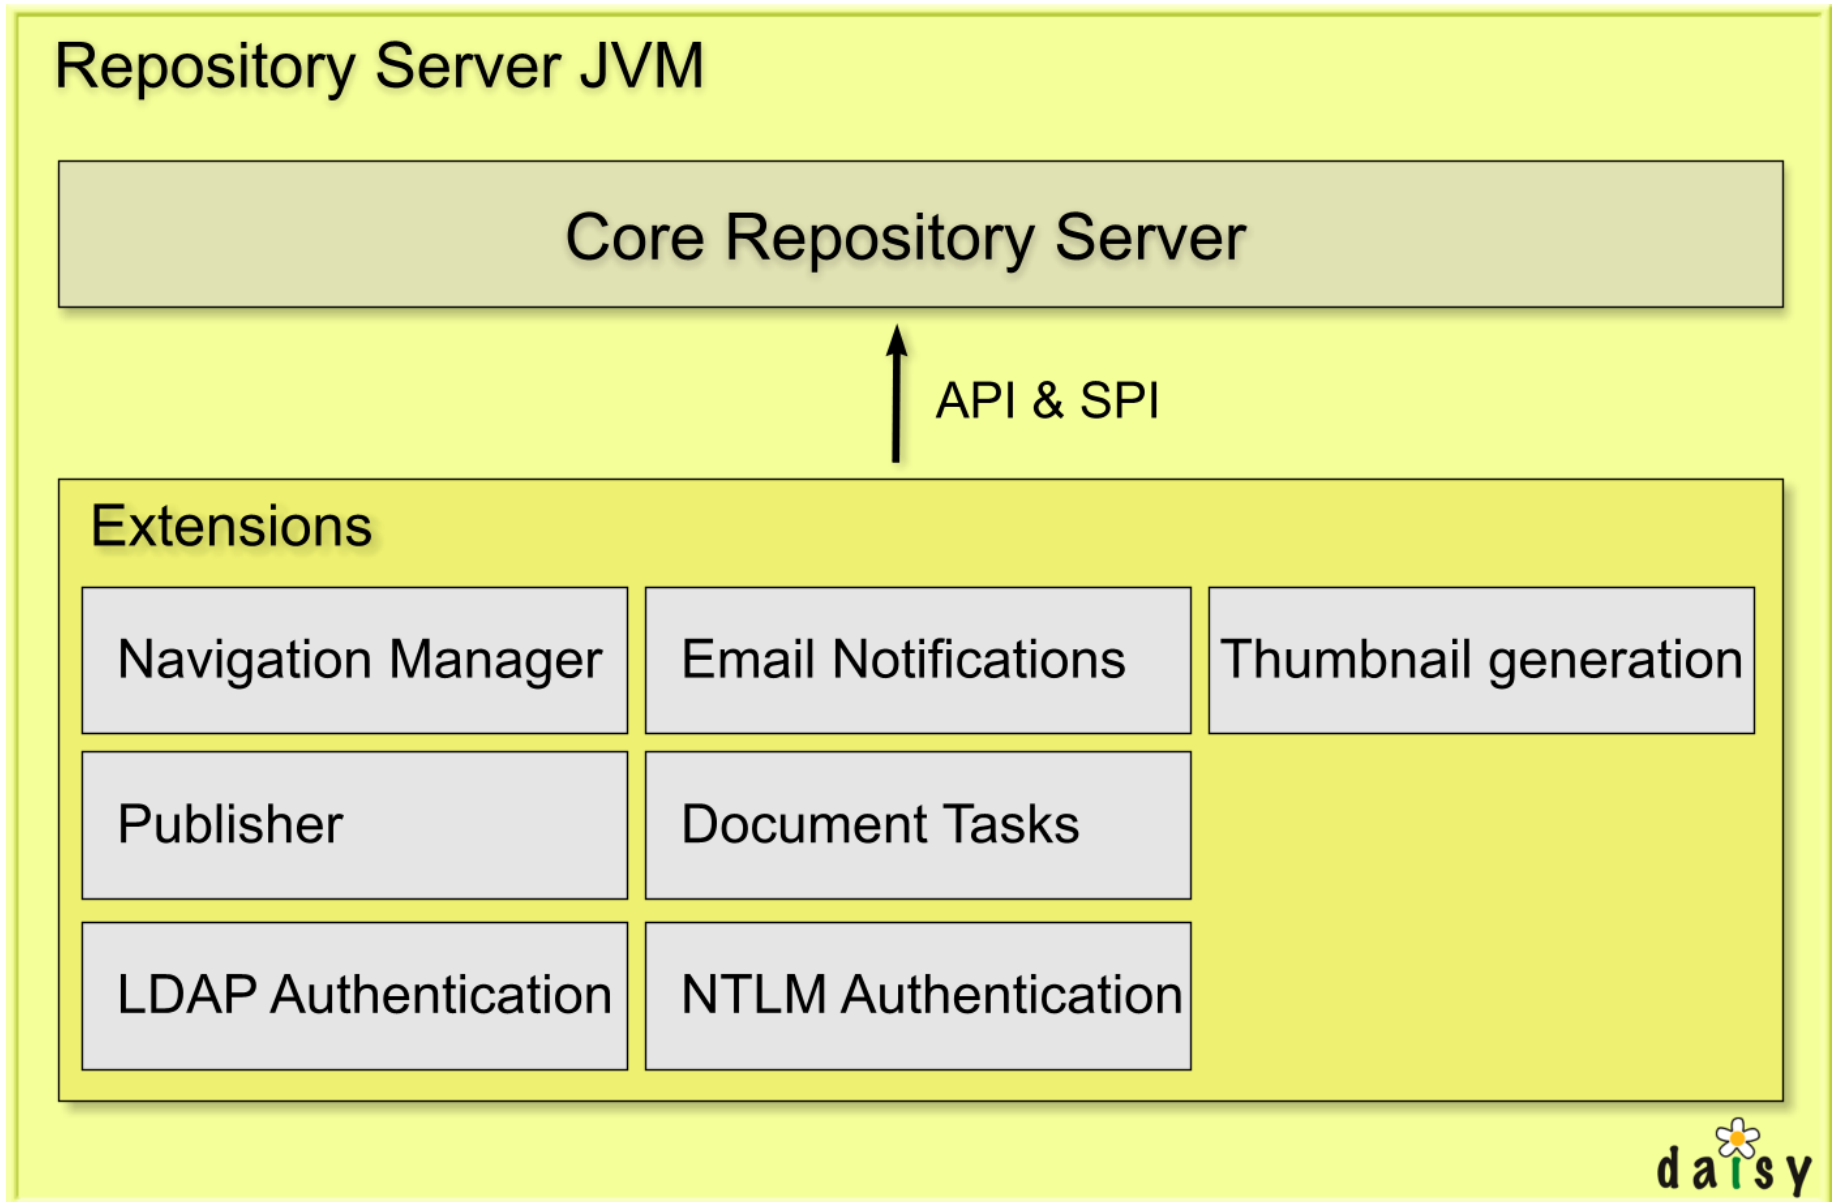 Repository Server JVM
Core Repository Server
API & SPI
Extensions
Navigation Manager
Email Notifications
Thumbnail generation
Publisher
Document Tasks
LDAP Authentication
NTLM Authentication
daisy